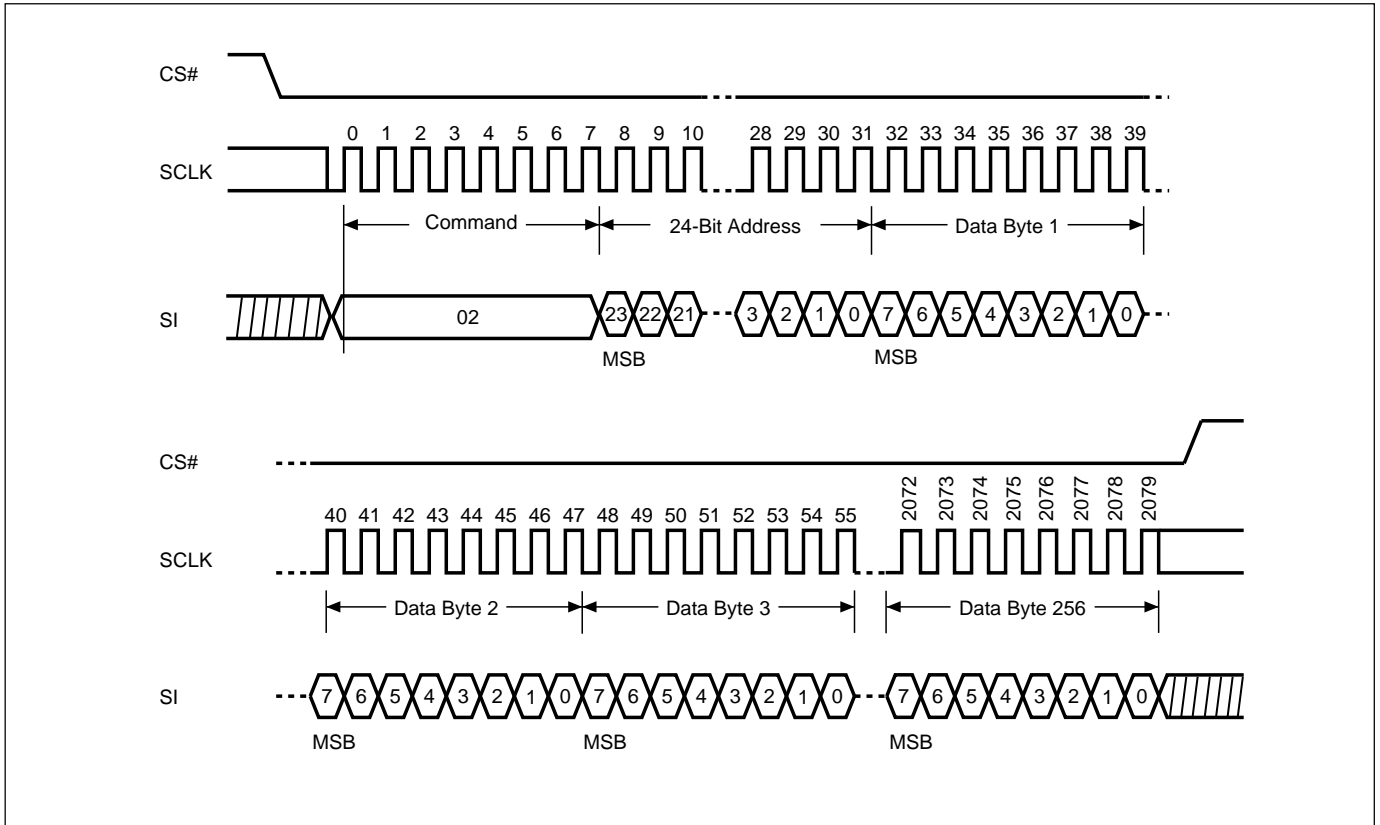 CS#
0 1 2 3 4 5 6 7 8 9 10 28 29 30 31 32 33 34 35 36 37 38 39
SCLK
Command 24-Bit Address Data Byte 1
SI 02 23 22 21 3 2 1 0 7 6 5 4 3 2 1 0
MSB MSB
CS#
40 41 42 43 44 45 46 47 48 49 50 51 52 53 54 55 2072 2073 2074 2075 2076 2077 2078 2079
SCLK
Data Byte 2 Data Byte 3 Data Byte 256
SI 7 6 5 4 3 2 1 0 7 6 5 4 3 2 1 0 7 6 5 4 3 2 1 0
MSB MSB MSB